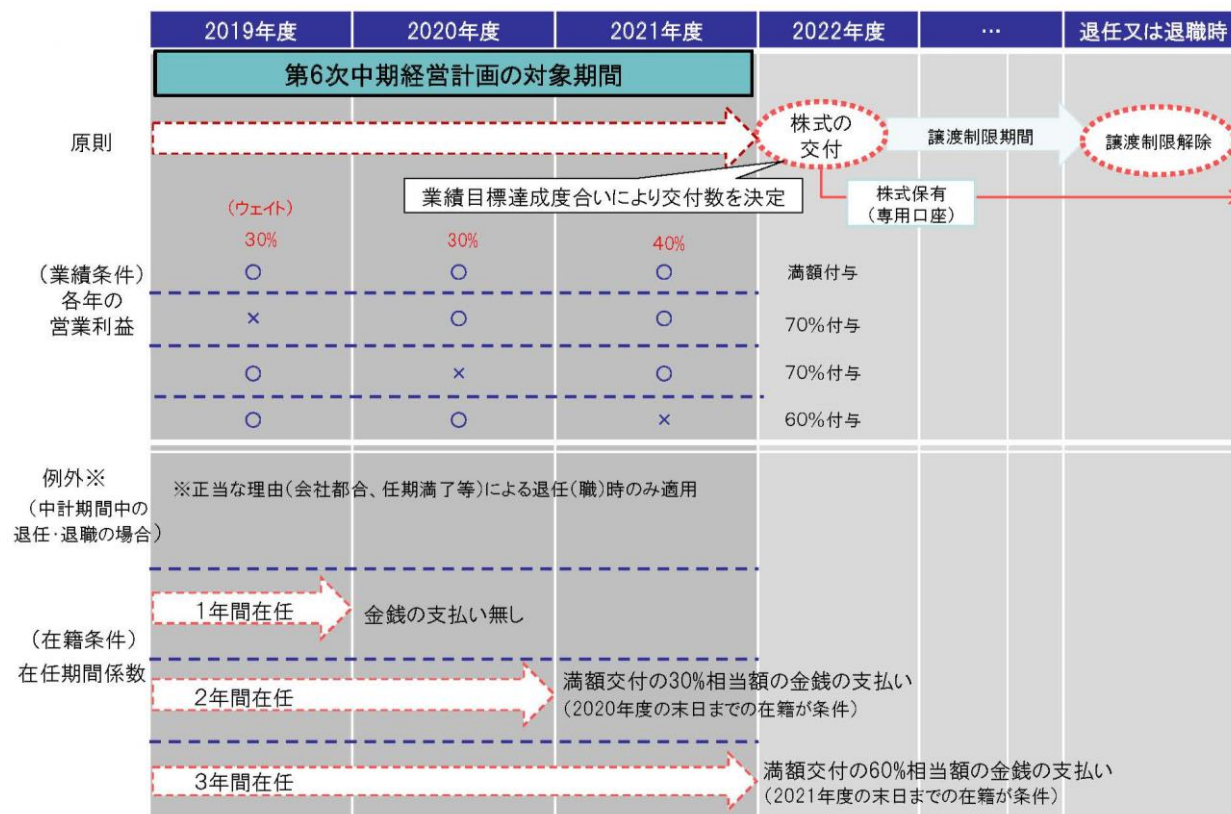 2019年度 2020年度 2021年度 2022年度 … 退任又は退職時
第6次中期経営計画の対象期間
原則
株式の
交付
譲渡制限期間
譲渡制限解除
業績目標達成度合いにより交付数を決定
株式保有
(専用口座)
(ウェイト)
30% 30% 40%
(業績条件)
各年の
営業利益
○ ○ ○ 満額付与
× ○ ○ 70%付与
○ × ○ 70%付与
○ ○ × 60%付与
例外※
(中計期間中の
退任・退職の場合)
※正当な理由(会社都合、任期満了等)による退任(職)時のみ適用
(在籍条件)
在任期間係数
1年間在任 金銭の支払い無し
2年間在任
満額交付の30%相当額の金銭の支払い
(2020年度の末日までの在籍が条件)
3年間在任
満額交付の60%相当額の金銭の支払い
(2021年度の末日までの在籍が条件)